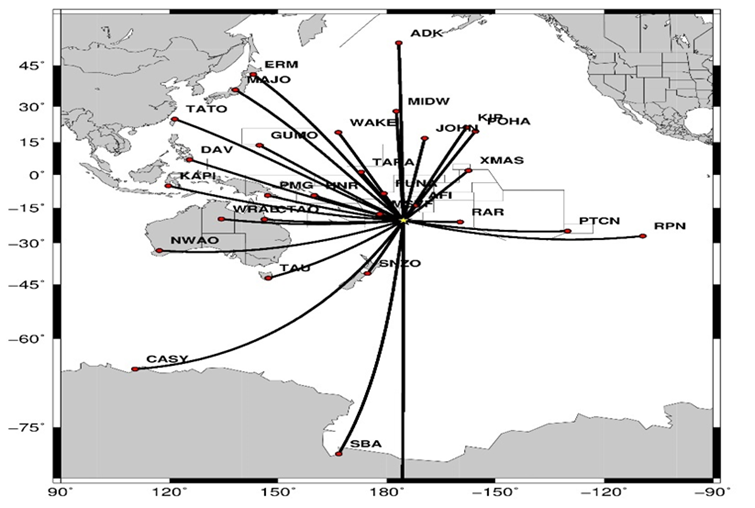 ADK
45°
ERM
MAJO
30°
TATO
MIDW
WAKE
KIP
POHA
JOHN
15°
GUMO
DAV
TARA
XMAS
0°
KAPI
PMG
HNR
FUNA
AFI
−15°
WRAB
CTAO
MSVF
RAR
PTCN
RPN
−30°
NWAO
TAU
SNZO
−45°
−60°
CASY
−75°
SBA
90°
120°
150°
180°
−150°
−120°
−90°